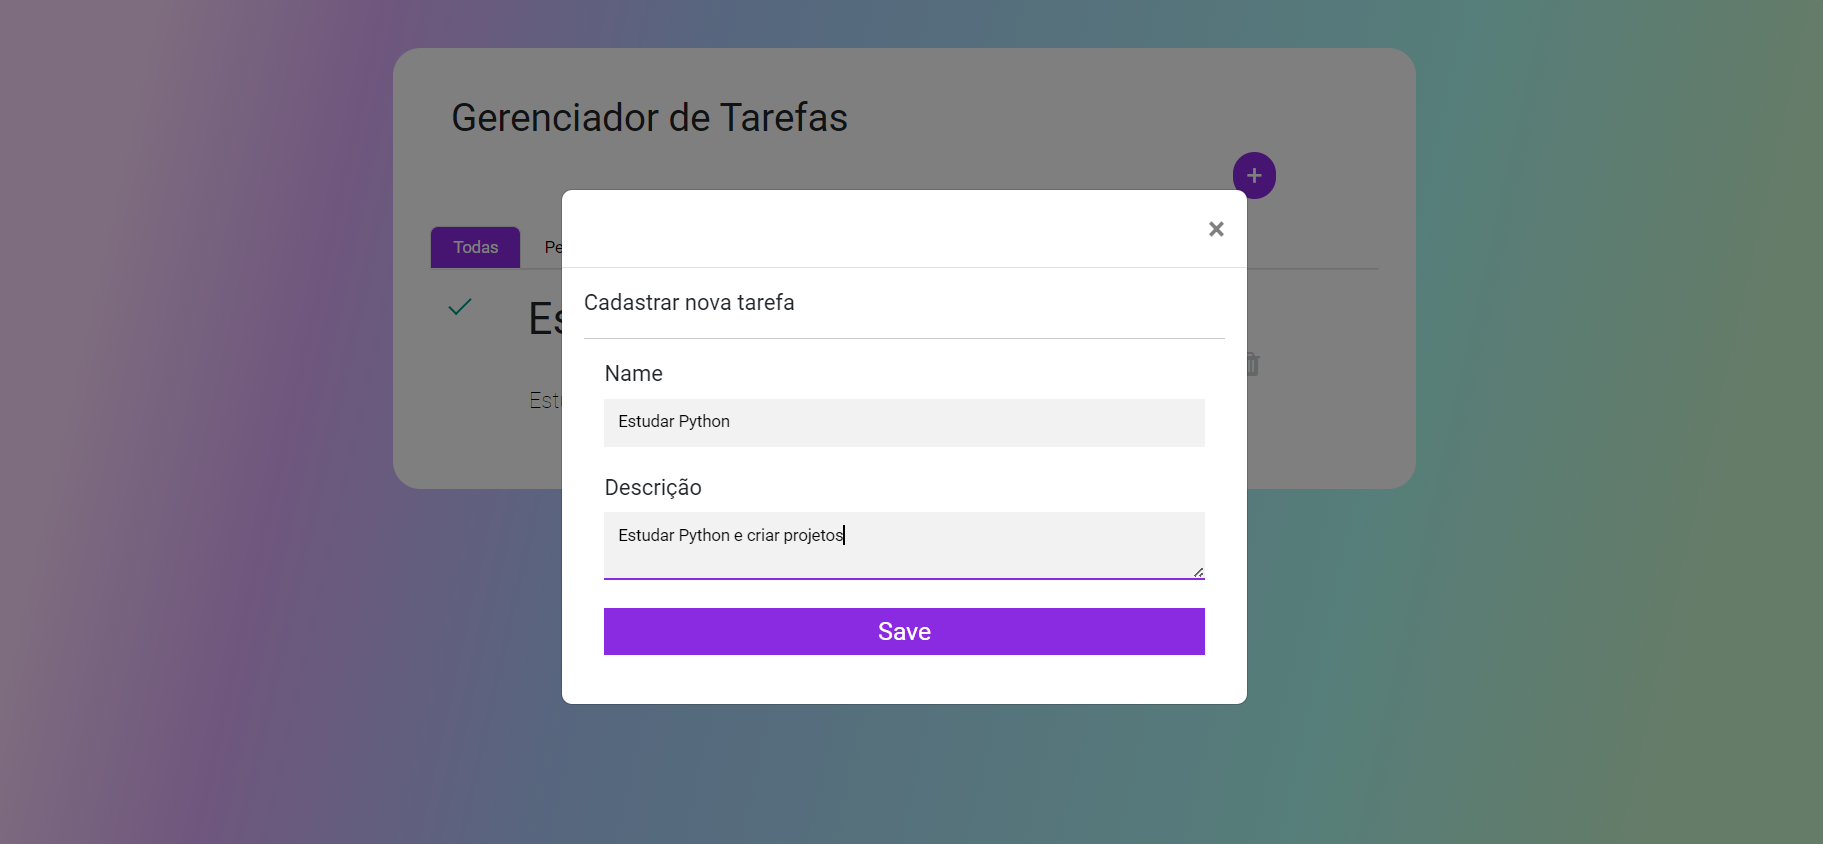 Gerenciador de Tarefas
+
Todas Pe
×
Cadastrar nova tarefa
Es
Name
Estudar Python
Est
Descrição
Estudar Python e criar projetos
Save